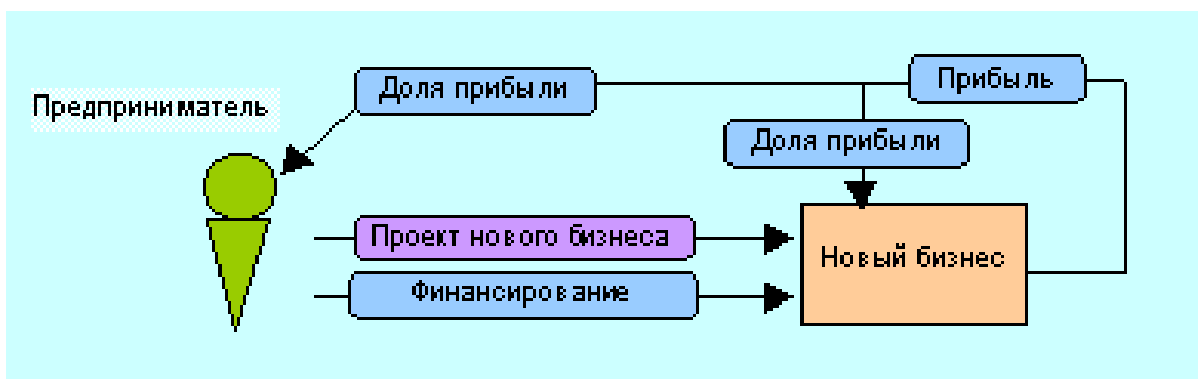 Прибыль
Доля прибыли
Предприниматель
Доля прибыли
Проект нового бизнеса
Новый бизнес
Финансирование